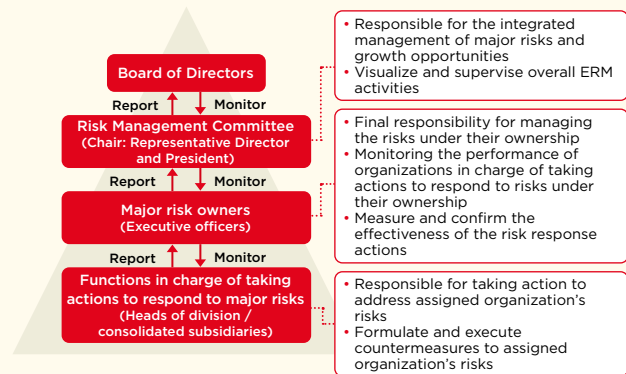 Board of Directors
Report
Monitor
Risk Management Committee
(Chair: Representative Director
and President)
Report
Monitor
Major risk owners
(Executive officers)
Report
Monitor
Functions in charge of taking
actions to respond to major risks
(Heads of division /
consolidated subsidiaries)
• Responsible for the integrated
management of major risks and
growth opportunities
• Visualize and supervise overall ERM
activities
• Final responsibility for managing
the risks under their ownership
• Monitoring the performance of
organizations in charge of taking
actions to respond to risks under
their ownership
• Measure and confirm the
effectiveness of the risk response
actions
• Responsible for taking action to
address assigned organization's
risks
• Formulate and execute
countermeasures to assigned
organization's risks